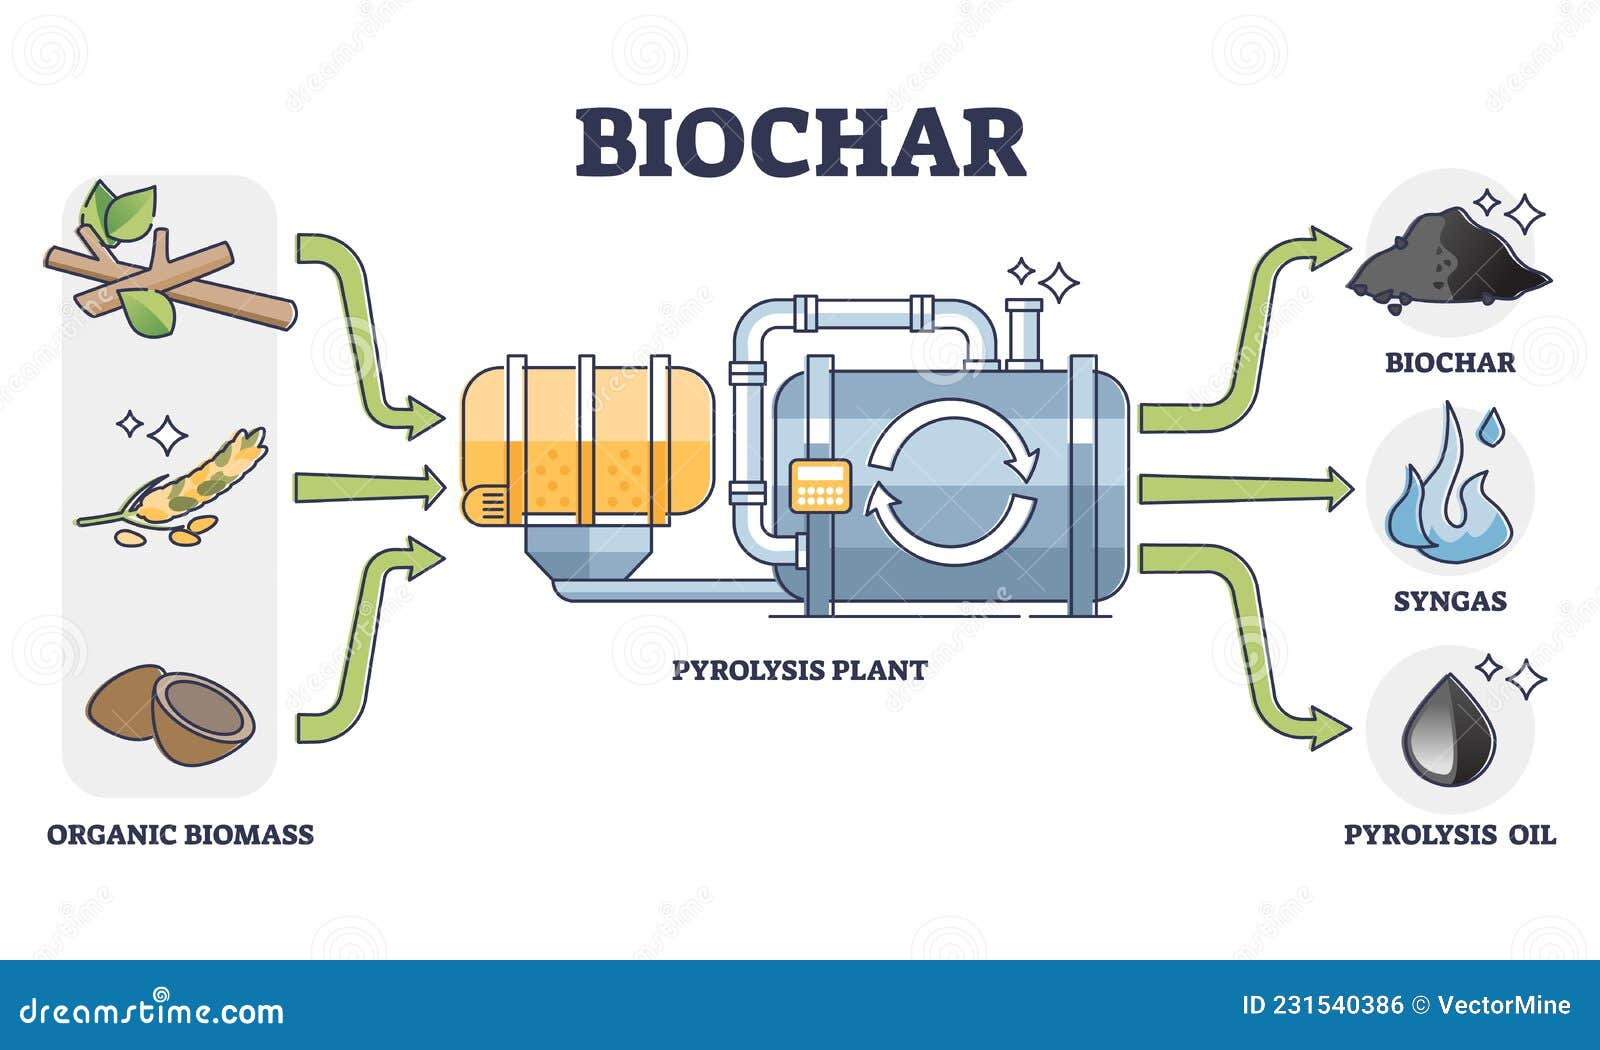 BIOCHAR
BIOCHAR
SYNGAS
PYROLYSIS PLANT
ORGANIC BIOMASS
PYROLYSIS OIL
dreamstime.com
ID 231540386 © VectorMine